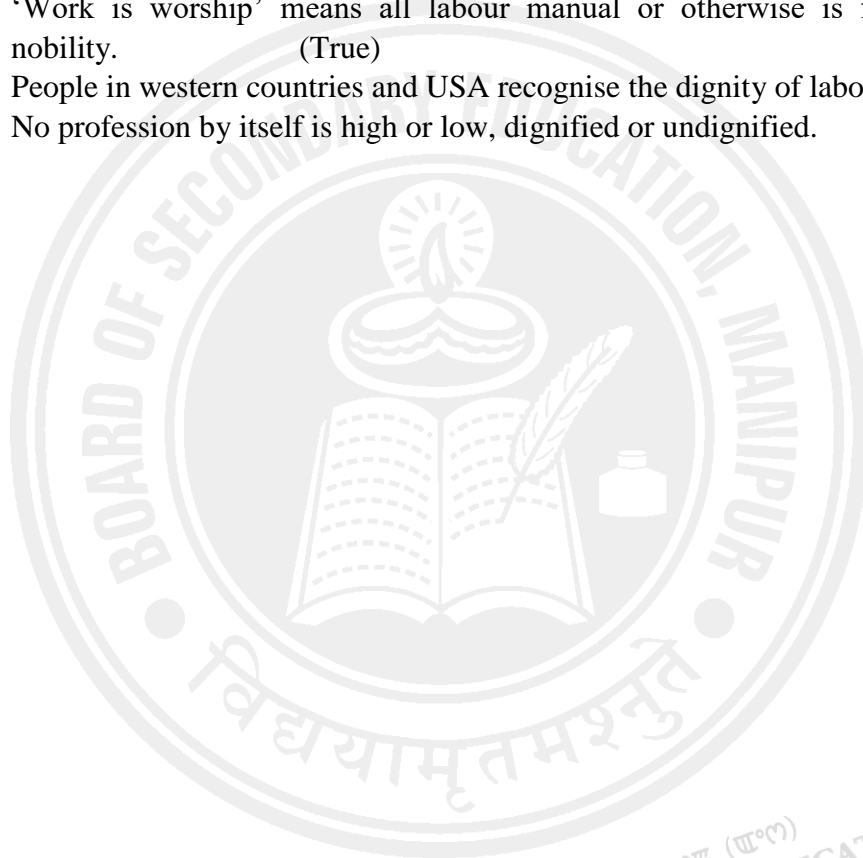 ‘Work is worship’ means all labour manual or otherwise is
nobility. (True)
People in western countries and USA recognise the dignity of labo
No profession by itself is high or low, dignified or undignified.
BOARD OF SECONDARY EDUCATION, MANIPUR
विद्ययामृतमश्नुते